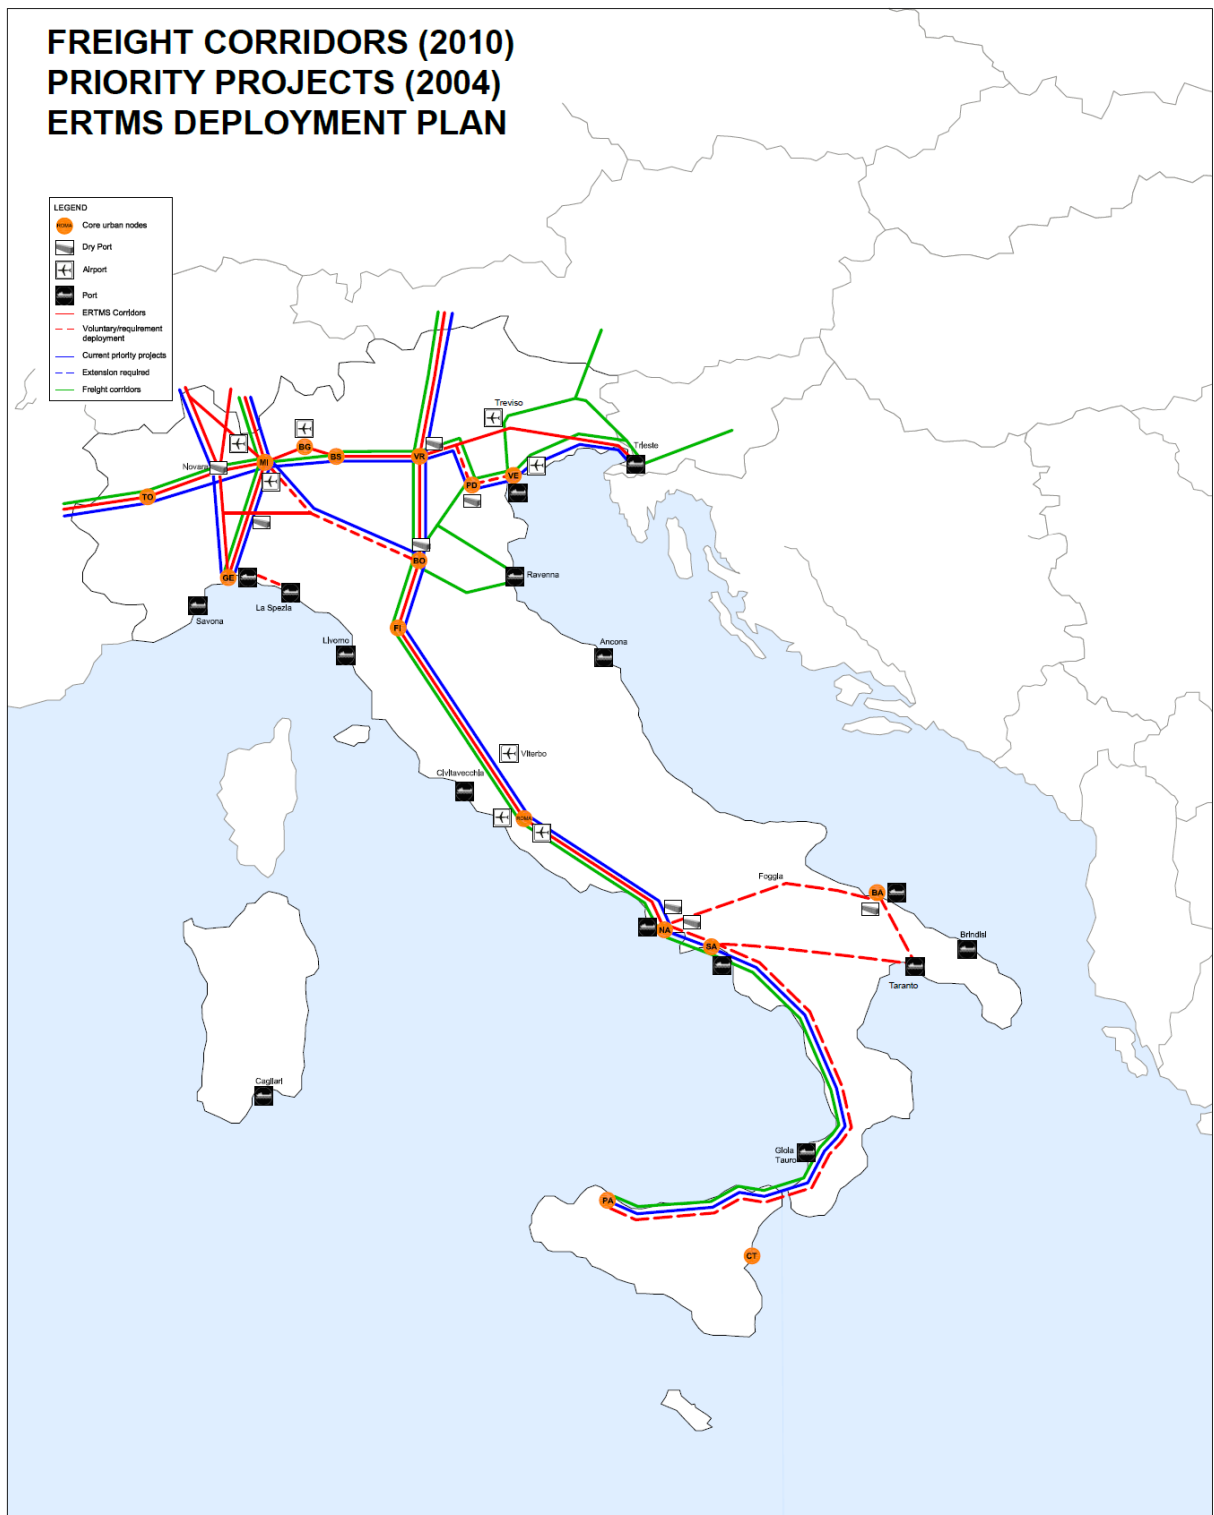 FREIGHT CORRIDORS (2010)
PRIORITY PROJECTS (2004)
ERTMS DEPLOYMENT PLAN
LEGEND
ROMA Core urban nodes
Dry Port
Airport
Port
ERTMS Corridors
Voluntary/requirement
deployment
Current priority projects
Extension required
Freight corridors
Treviso
Trieste
BG
BS
VR
MI
Novara
VE
PD
TO
BO
GE
Ravenna
La Spezia
Savona
FI
Livorno
Ancona
Viterbo
Civitavecchia
ROMA
Foggia
BA
NA
SA
Brindisi
Taranto
Cagliari
Gioia
Tauro
PA
CT